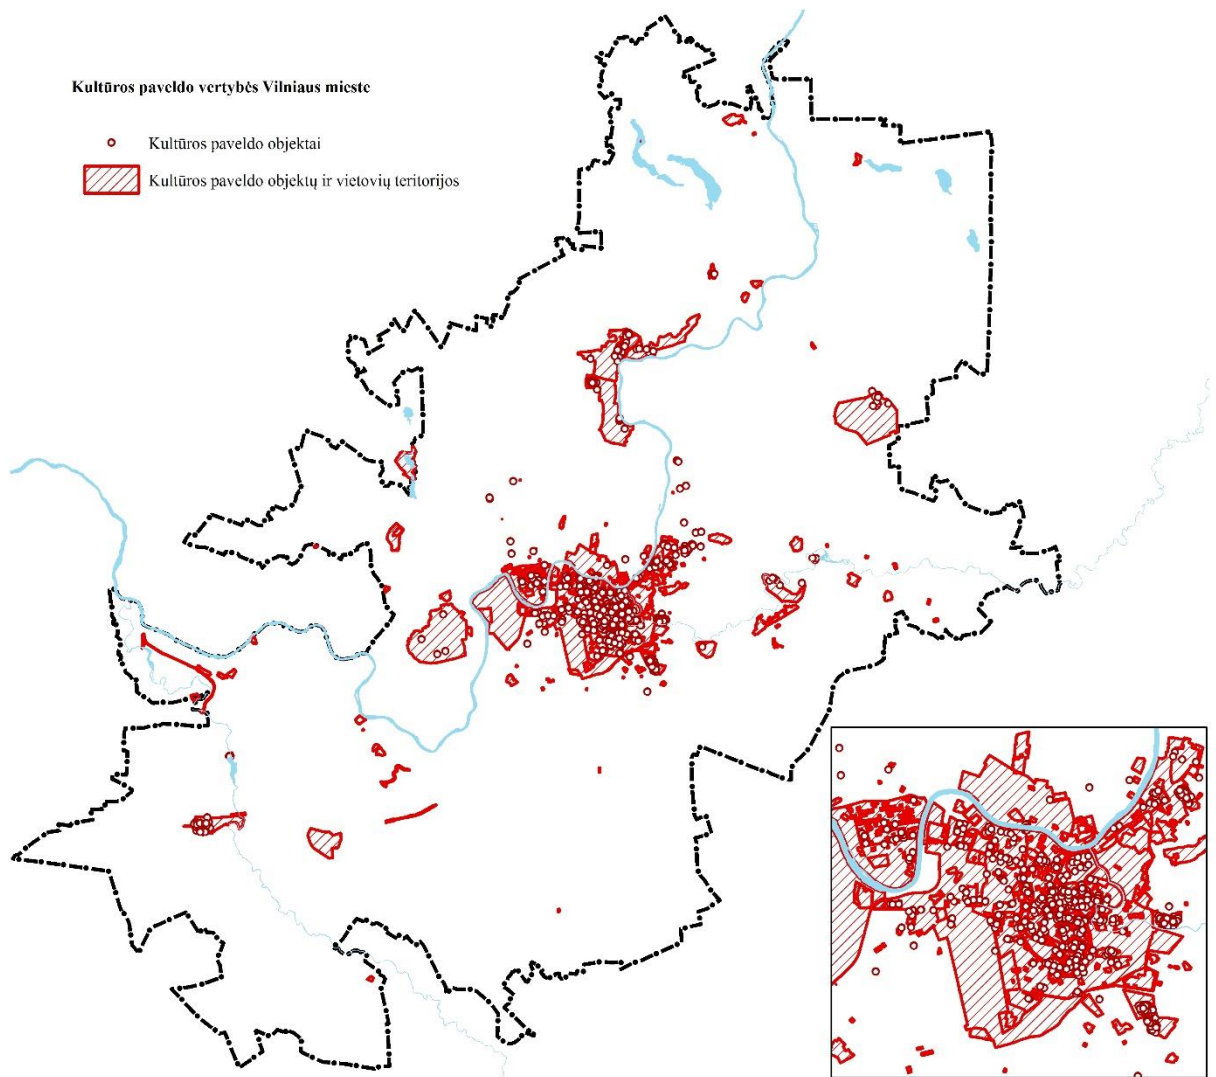 Kultūros paveldo vertybės Vilniaus mieste
Kultūros paveldo objektai
Kultūros paveldo objektų ir vietovių teritorijos